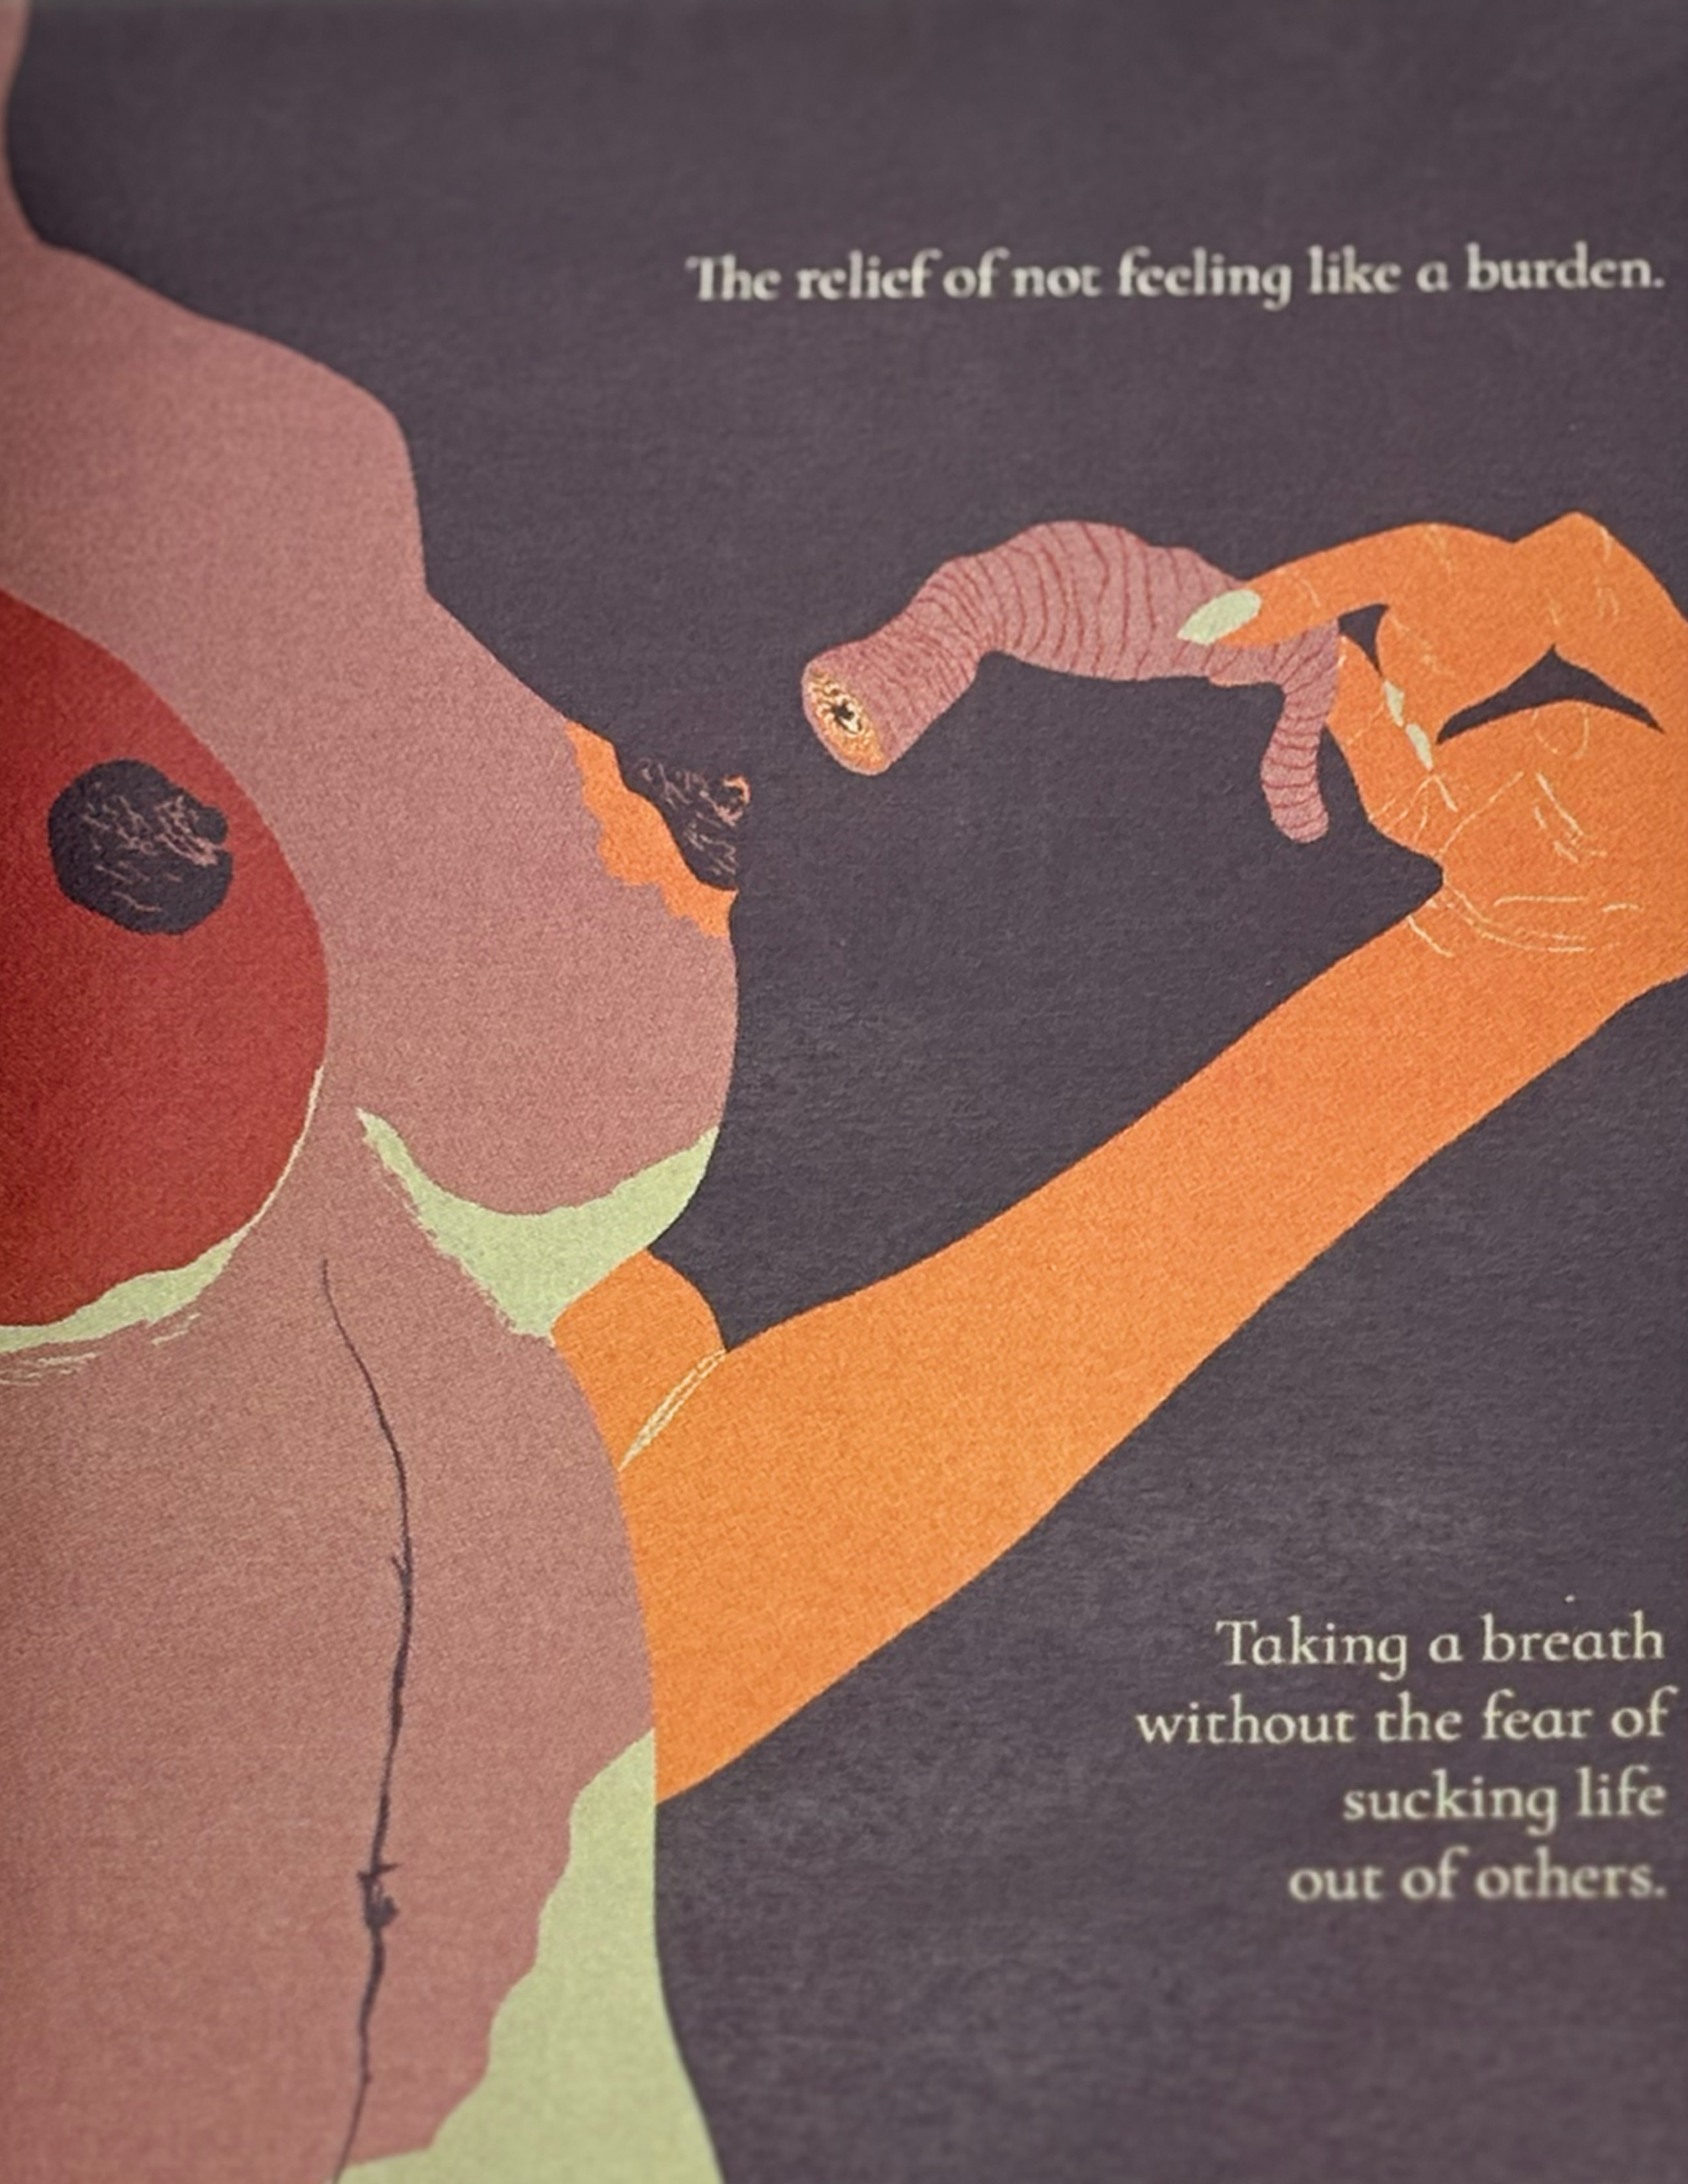 The relief of not feeling like a burden.
Taking a breath
without the fear of
sucking life
out of others.